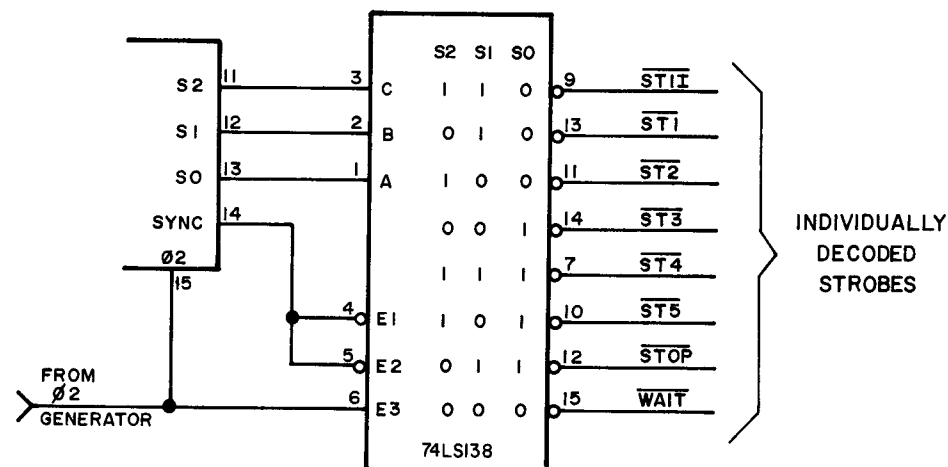 S2 S1 S0
S2 11 3 C 1 1 0 9 ST1I
S1 12 2 B 0 1 0 13 ST1
S0 13 1 A 1 0 0 11 ST2
SYNC 14 0 0 1 14 ST3
Ø2 15 1 1 1 7 ST4
4 E1 1 0 1 10 ST5
5 E2 0 1 1 12 STOP
6 E3 0 0 0 15 WAIT
74LS138
FROM
Ø2
GENERATOR
INDIVIDUALLY
DECODED
STROBES